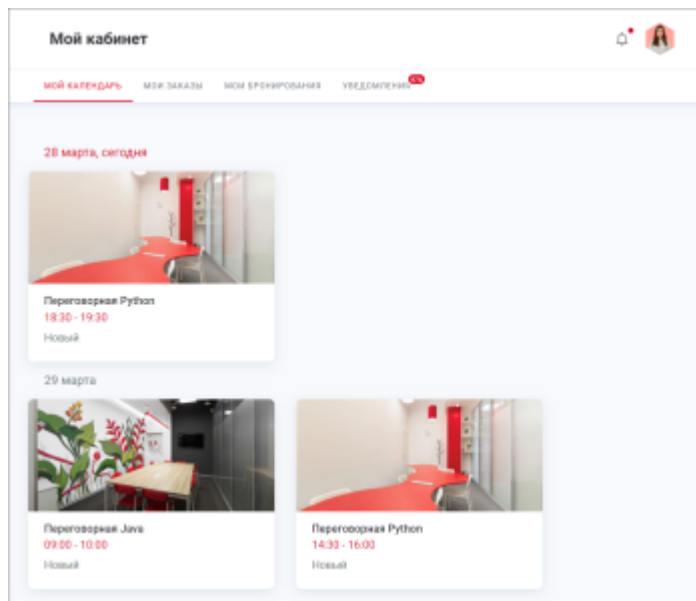 Мой кабинет
МОЙ КАЛЕНДАРЬ МОИ ЗАКАЗЫ МОИ БРОНИРОВАНИЯ УВЕДОМЛЕНИЯ
28 марта, сегодня
Переговорная Python
18:30 - 19:30
Новый
29 марта
Переговорная Java
09:00 - 10:00
Новый
Переговорная Python
14:30 - 16:00
Новый